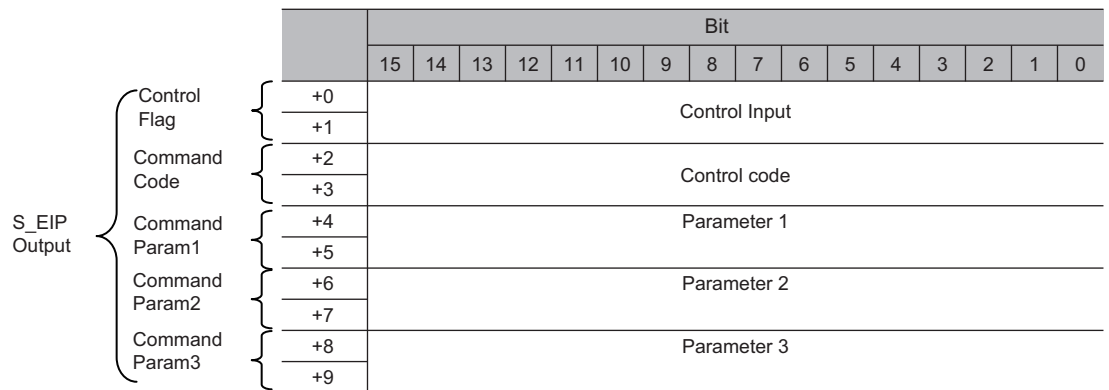 Bit
15 14 13 12 11 10 9 8 7 6 5 4 3 2 1 0
S_EIP
Output
Control
Flag
+0
+1
Control Input
Command
Code
+2
+3
Control code
Command
Param1
+4
+5
Parameter 1
Command
Param2
+6
+7
Parameter 2
Command
Param3
+8
+9
Parameter 3